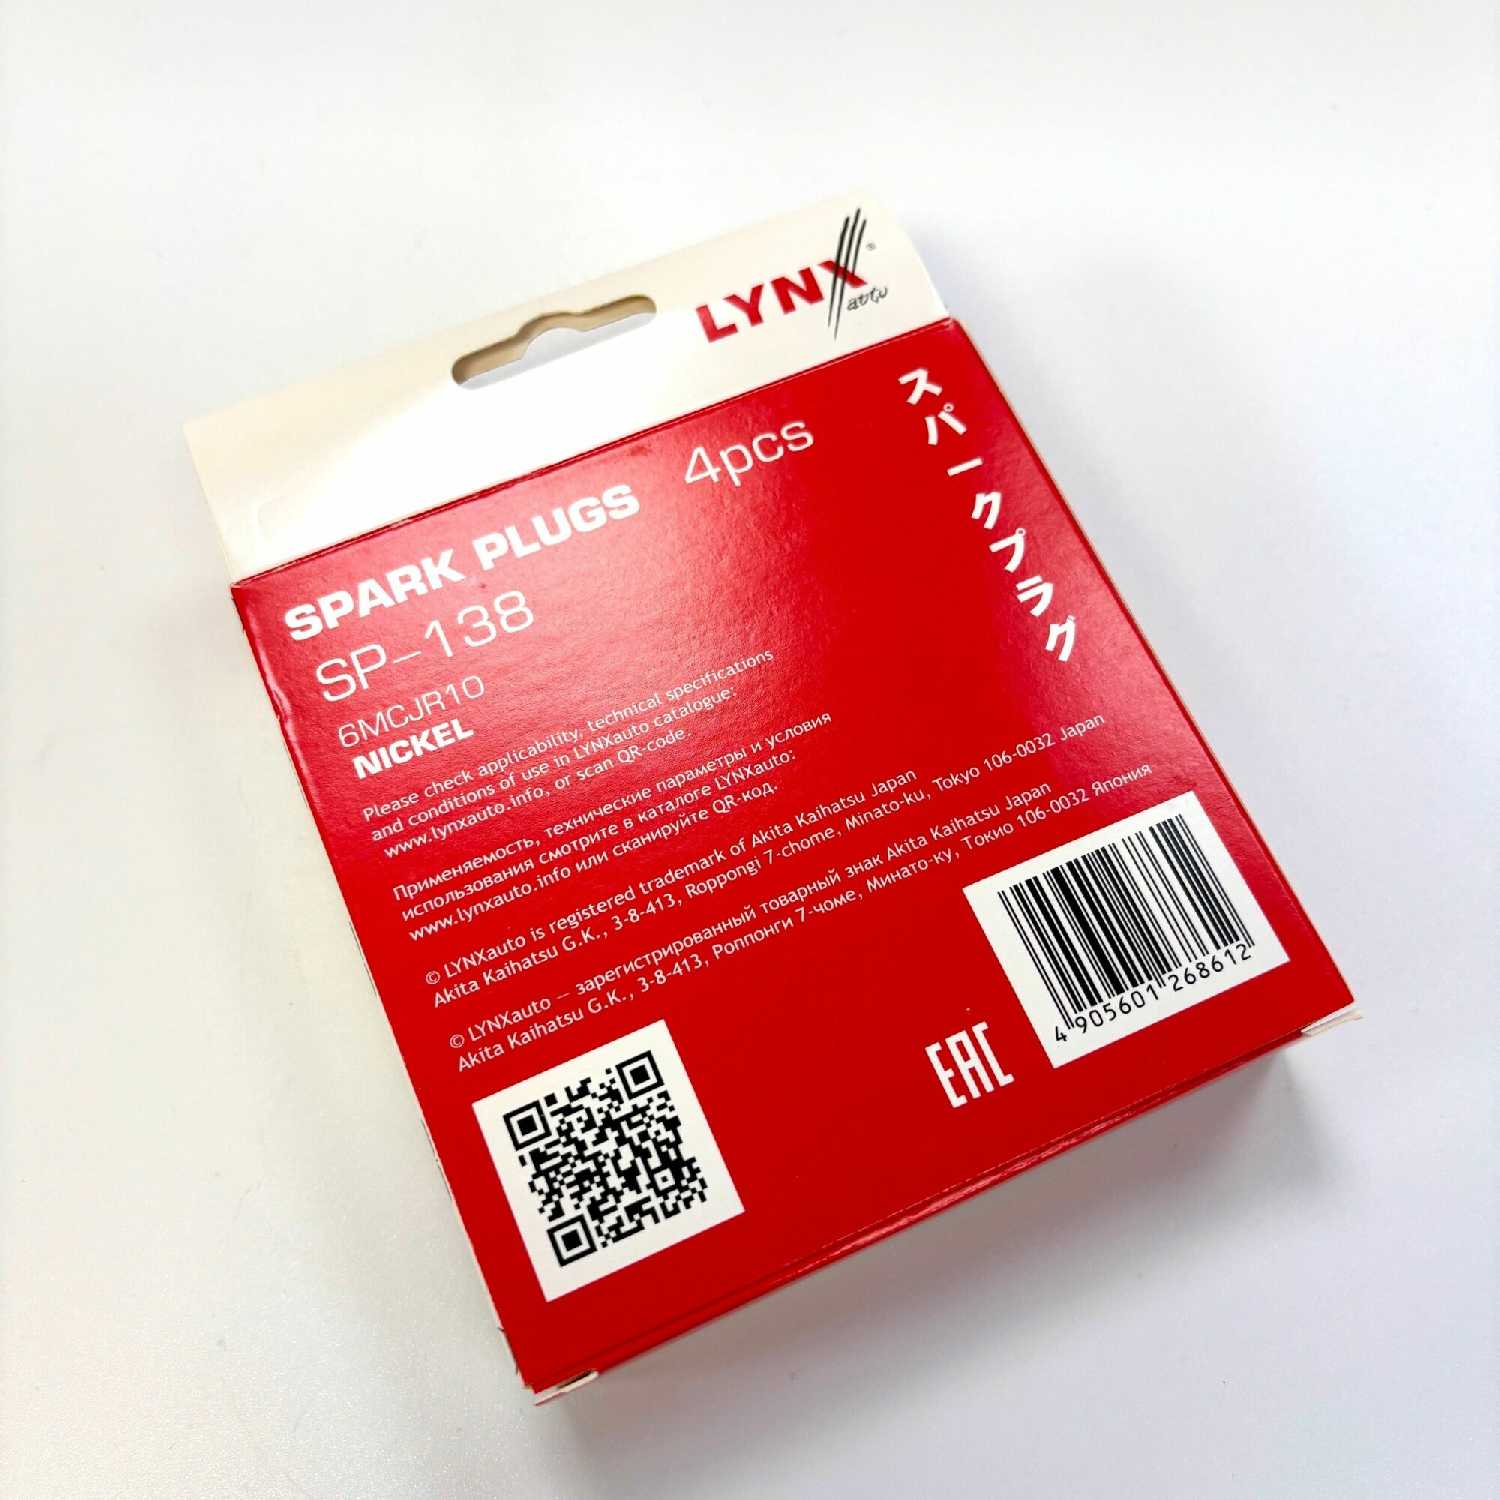 LYNX®
auto
スパークプラグ
SPARK PLUGS 4pcs
SP-138
6MCJR10
NICKEL
Please check applicability, technical specifications
and conditions of use in LYNXauto catalogue:
www.lynxauto.info, or scan QR-code.
Применяемость, технические параметры и условия
использования смотрите в каталоге LYNXauto:
www.lynxauto.info или сканируйте QR-код.
© LYNXauto is registered trademark of Akita Kaihatsu Japan
Akita Kaihatsu G.K., 3-8-413, Roppongi 7-chome, Minato-ku, Tokyo 106-0032 Japan
© LYNXauto — зарегистрированный товарный знак Akita Kaihatsu Japan
Akita Kaihatsu G.K., 3-8-413, Роппонги 7-чоме, Минато-ку, Токио 106-0032 Япония
4 905601 268612
EAC